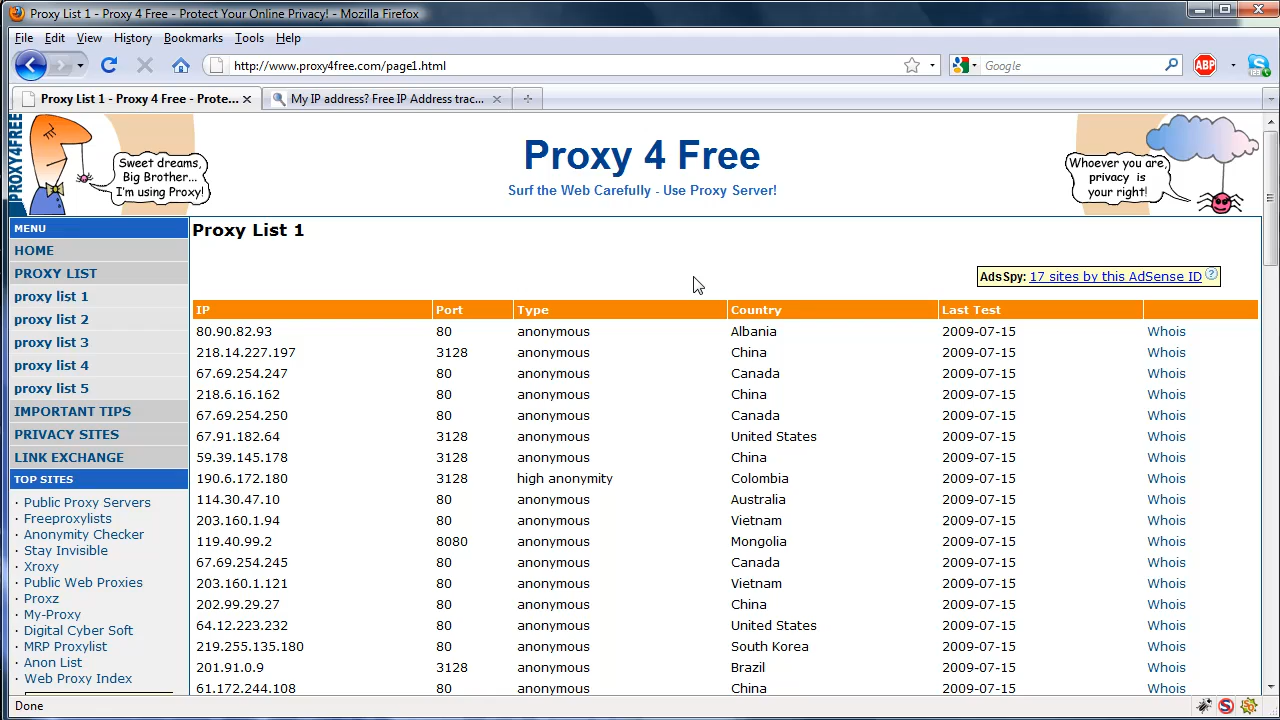 Proxy List 1 - Proxy 4 Free - Protect Your Online Privacy! - Mozilla Firefox
File Edit View History Bookmarks Tools Help
http://www.proxy4free.com/page1.html
Google
ABP
Proxy List 1 - Proxy 4 Free - Prote...
My IP address? Free IP Address trac...
PROXY4FREE
Sweet dreams,
Big Brother...
I'm using Proxy!
Proxy 4 Free
Surf the Web Carefully - Use Proxy Server!
Whoever you are,
privacy is
your right!
MENU
HOME
PROXY LIST
proxy list 1
proxy list 2
proxy list 3
proxy list 4
proxy list 5
IMPORTANT TIPS
PRIVACY SITES
LINK EXCHANGE
TOP SITES
· Public Proxy Servers
· Freeproxylists
· Anonymity Checker
· Stay Invisible
· Xroxy
· Public Web Proxies
· Proxz
· My-Proxy
· Digital Cyber Soft
· MRP Proxylist
· Anon List
· Web Proxy Index
Proxy List 1
AdsSpy: 17 sites by this AdSense ID ?
IP Port Type Country Last Test
80.90.82.93 80 anonymous Albania 2009-07-15 Whois
218.14.227.197 3128 anonymous China 2009-07-15 Whois
67.69.254.247 80 anonymous Canada 2009-07-15 Whois
218.6.16.162 80 anonymous China 2009-07-15 Whois
67.69.254.250 80 anonymous Canada 2009-07-15 Whois
67.91.182.64 3128 anonymous United States 2009-07-15 Whois
59.39.145.178 3128 anonymous China 2009-07-15 Whois
190.6.172.180 3128 high anonymity Colombia 2009-07-15 Whois
114.30.47.10 80 anonymous Australia 2009-07-15 Whois
203.160.1.94 80 anonymous Vietnam 2009-07-15 Whois
119.40.99.2 8080 anonymous Mongolia 2009-07-15 Whois
67.69.254.245 80 anonymous Canada 2009-07-15 Whois
203.160.1.121 80 anonymous Vietnam 2009-07-15 Whois
202.99.29.27 80 anonymous China 2009-07-15 Whois
64.12.223.232 80 anonymous United States 2009-07-15 Whois
219.255.135.180 80 anonymous South Korea 2009-07-15 Whois
201.91.0.9 3128 anonymous Brazil 2009-07-15 Whois
61.172.244.108 80 anonymous China 2009-07-15 Whois
Done